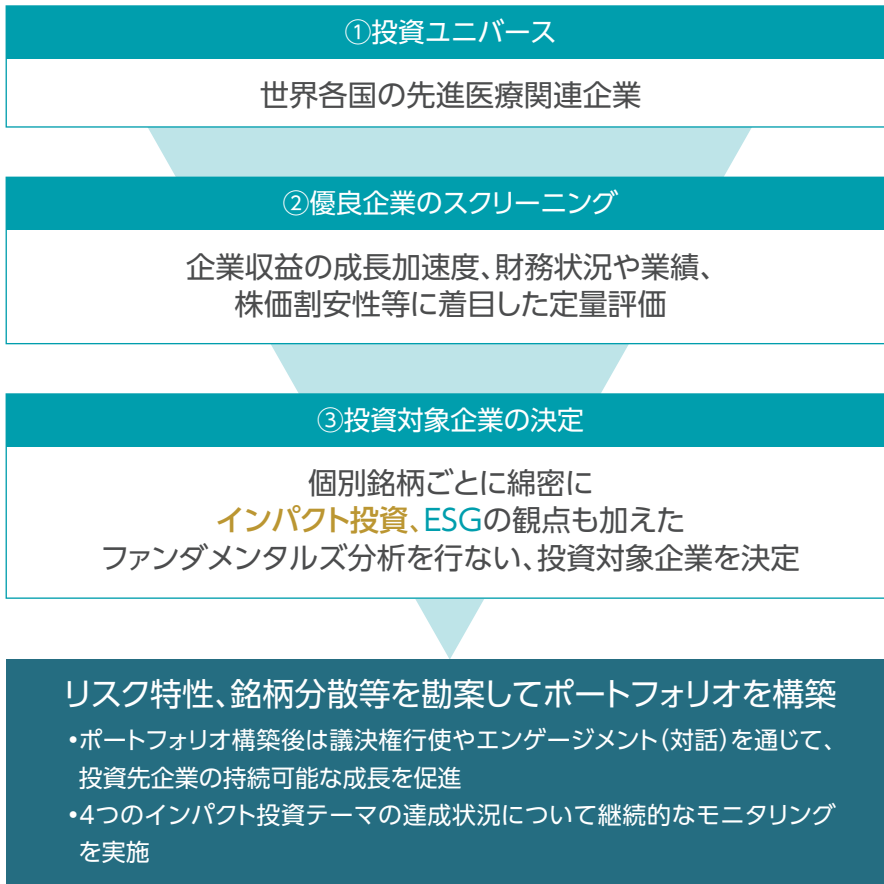 ①投資ユニバース
世界各国の先進医療関連企業
②優良企業のスクリーニング
企業収益の成長加速度、財務状況や業績、
株価割安性等に着目した定量評価
③投資対象企業の決定
個別銘柄ごとに綿密に
インパクト投資、ESGの観点も加えた
ファンダメンタルズ分析を行ない、投資対象企業を決定
リスク特性、銘柄分散等を勘案してポートフォリオを構築
•ポートフォリオ構築後は議決権行使やエンゲージメント(対話)を通じて、
投資先企業の持続可能な成長を促進
•4つのインパクト投資テーマの達成状況について継続的なモニタリング
を実施